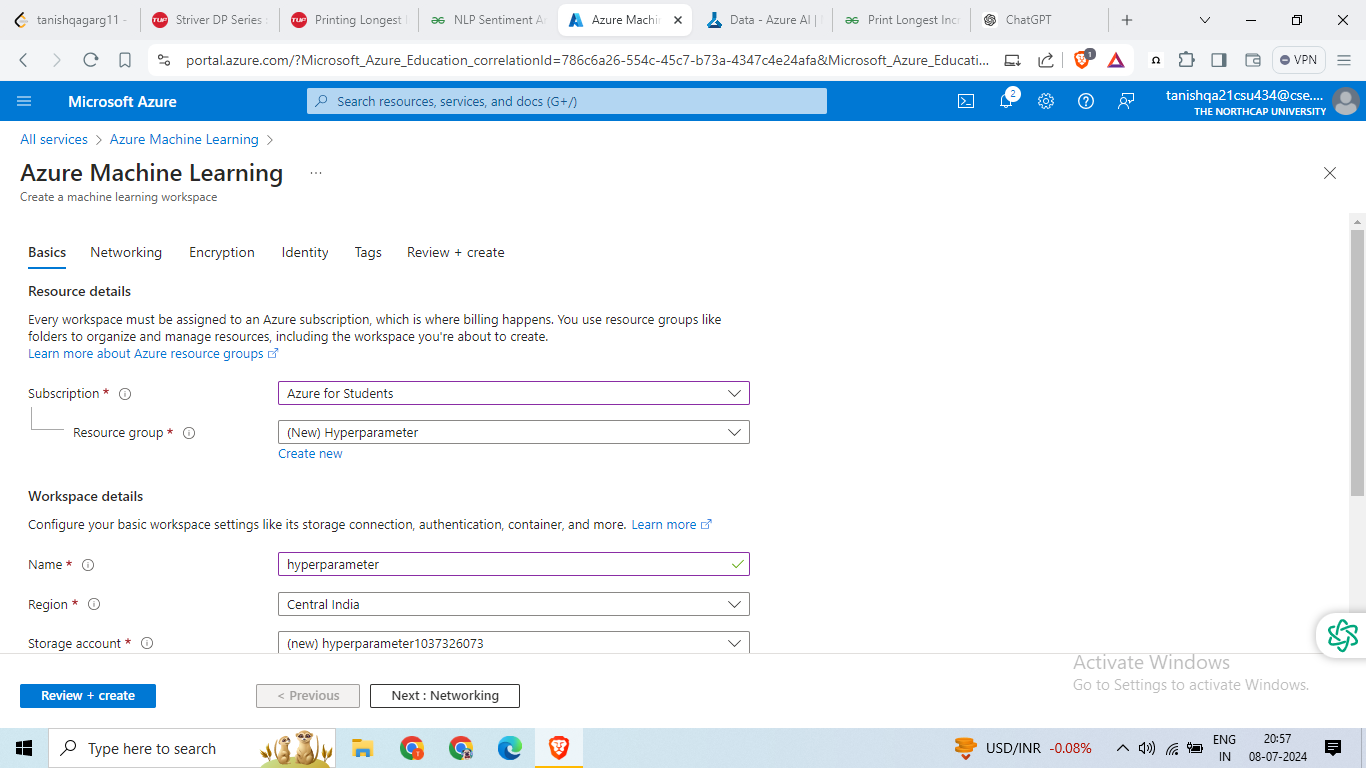 tanishqagarg11 -
Striver DP Series :
Printing Longest I
NLP Sentiment A
Azure Machin
Data - Azure AI |
Print Longest Inc
ChatGPT
portal.azure.com/?Microsoft_Azure_Education_correlationId=786c6a26-554c-45c7-b73a-4347c4e24afa&Microsoft_Azure_Educati...
1
VPN
Microsoft Azure
Search resources, services, and docs (G+/)
2
tanishqa21csu434@cse....
THE NORTHCAP UNIVERSITY
All services > Azure Machine Learning >
Azure Machine Learning ...
Create a machine learning workspace
Basics Networking Encryption Identity Tags Review + create
Resource details
Every workspace must be assigned to an Azure subscription, which is where billing happens. You use resource groups like
folders to organize and manage resources, including the workspace you're about to create.
Learn more about Azure resource groups
Subscription * Azure for Students
Resource group * (New) Hyperparameter
Create new
Workspace details
Configure your basic workspace settings like its storage connection, authentication, container, and more. Learn more
Name * hyperparameter
Region * Central India
Storage account * (new) hyperparameter1037326073
Activate Windows
Go to Settings to activate Windows.
Review + create < Previous Next : Networking
Type here to search
USD/INR -0.08%
ENG
IN
20:57
08-07-2024